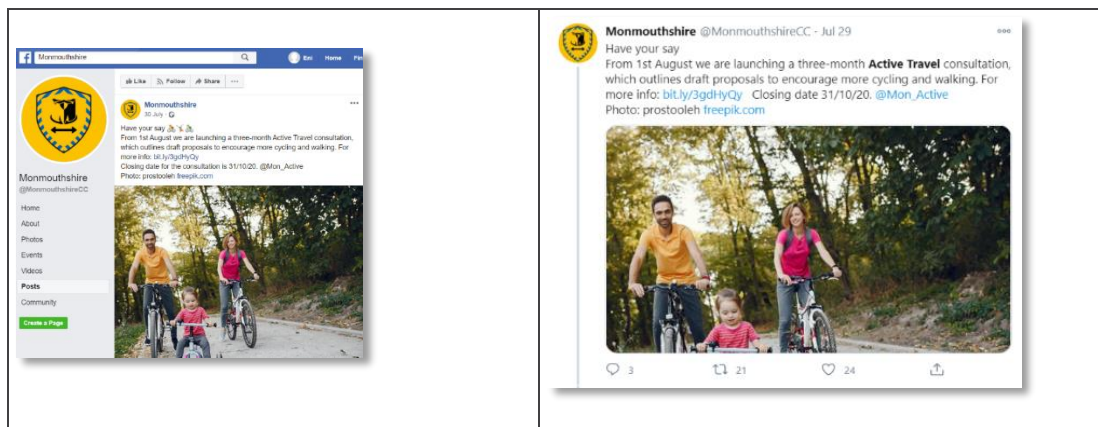 Monmouthshire
Emi Home Fin
Like Follow Share
Monmouthshire
30 July
Have your say
From 1st August we are launching a three-month Active Travel consultation,
which outlines draft proposals to encourage more cycling and walking. For
more info: bit.ly/3gdHyQy
Closing date for the consultation is 31/10/20. @Mon_Active
Photo: prostooleh freepik.com
Monmouthshire
@MonmouthshireCC
Home
About
Photos
Events
Videos
Posts
Community
Create a Page
Monmouthshire @MonmouthshireCC · Jul 29
Have your say
From 1st August we are launching a three-month Active Travel consultation,
which outlines draft proposals to encourage more cycling and walking. For
more info: bit.ly/3gdHyQy Closing date 31/10/20. @Mon_Active
Photo: prostooleh freepik.com
3 21 24